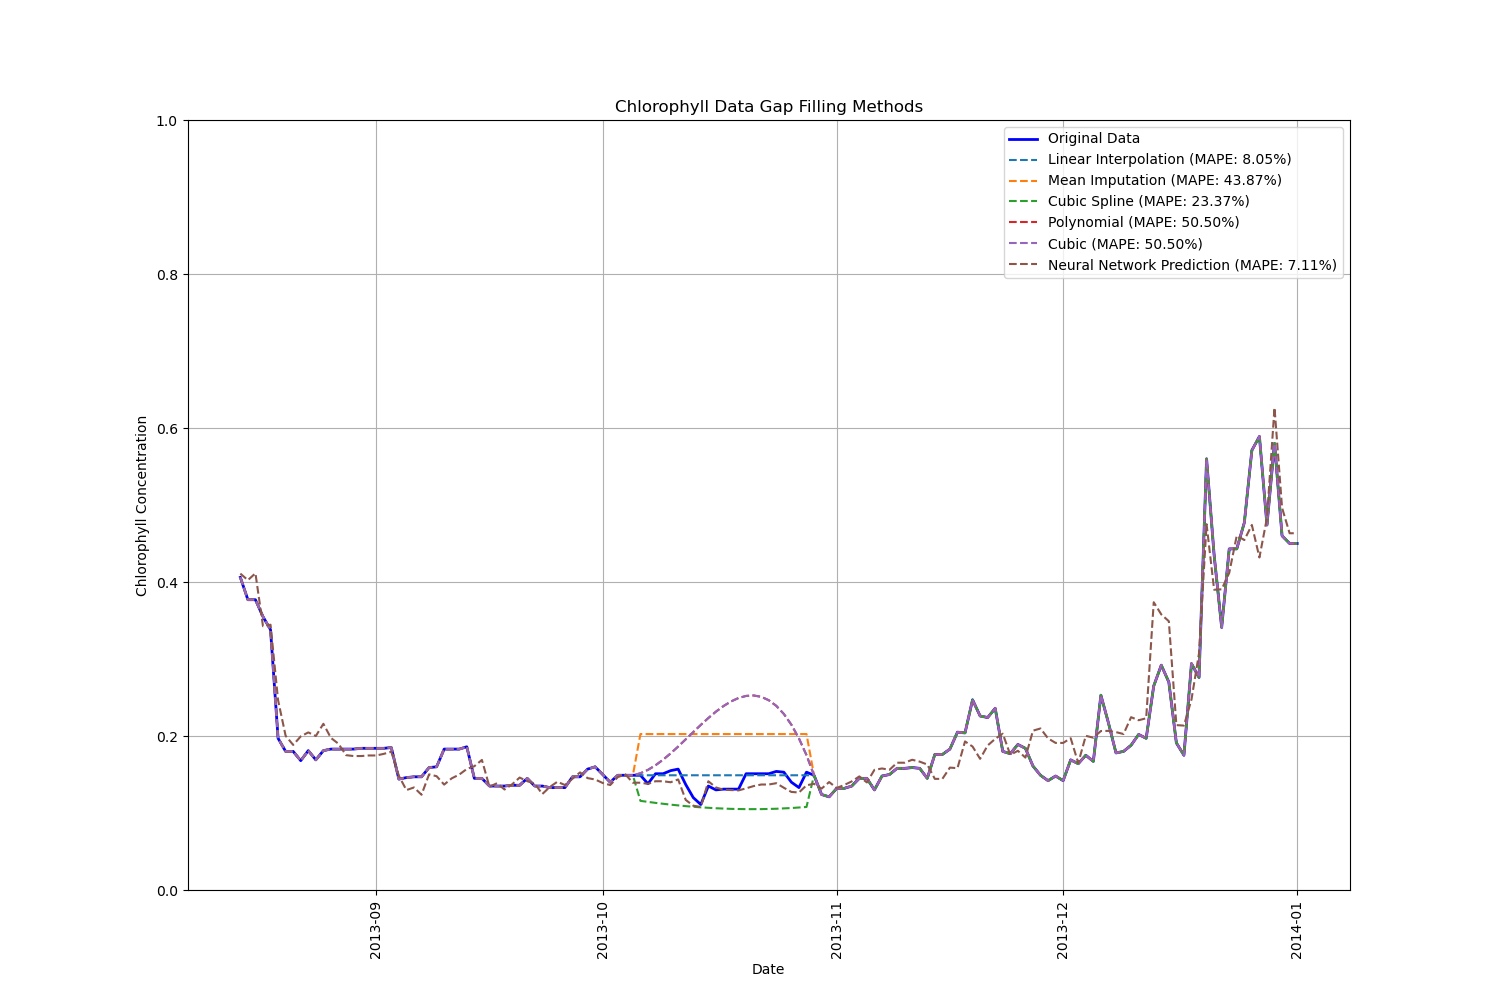 Chlorophyll Data Gap Filling Methods
1.0
0.8
0.6
0.4
0.2
0.0
Chlorophyll Concentration
Original Data
Linear Interpolation (MAPE: 8.05%)
Mean Imputation (MAPE: 43.87%)
Cubic Spline (MAPE: 23.37%)
Polynomial (MAPE: 50.50%)
Cubic (MAPE: 50.50%)
Neural Network Prediction (MAPE: 7.11%)
2013-09
2013-10
2013-11
2013-12
2014-01
Date